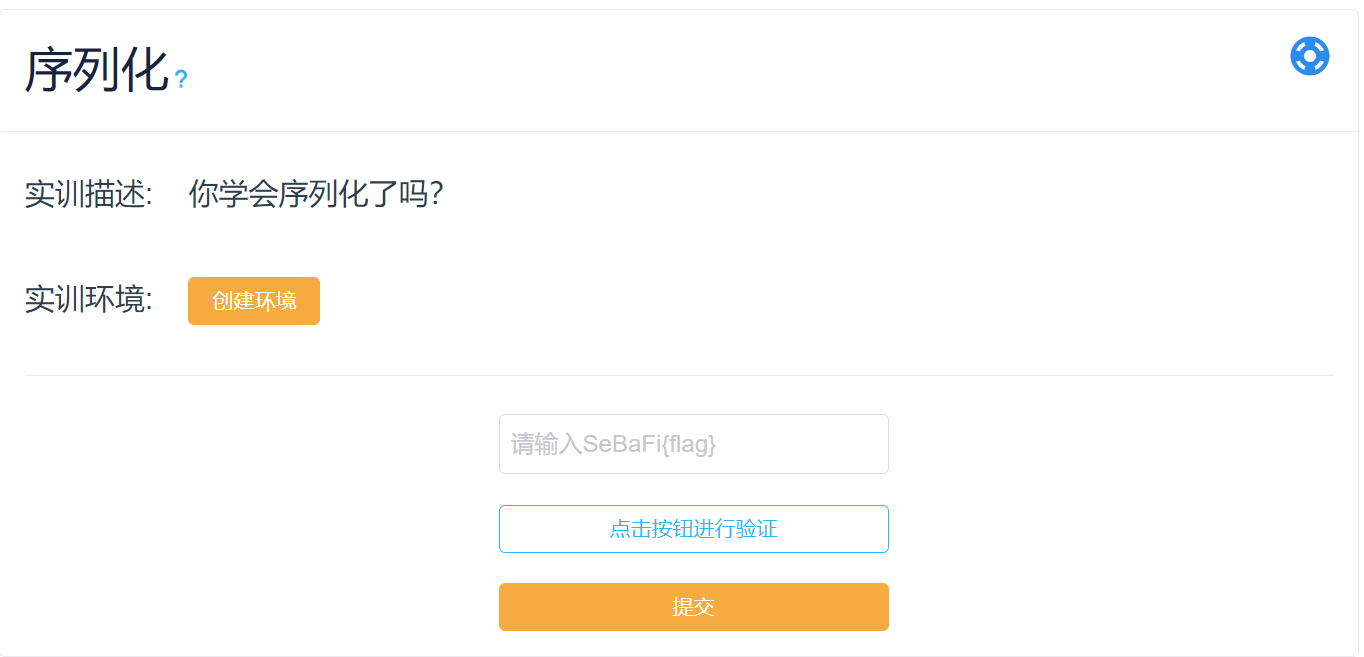 序列化?
实训描述: 你学会序列化了吗?
实训环境: 创建环境
请输入SeBaFi{flag}
点击按钮进行验证
提交